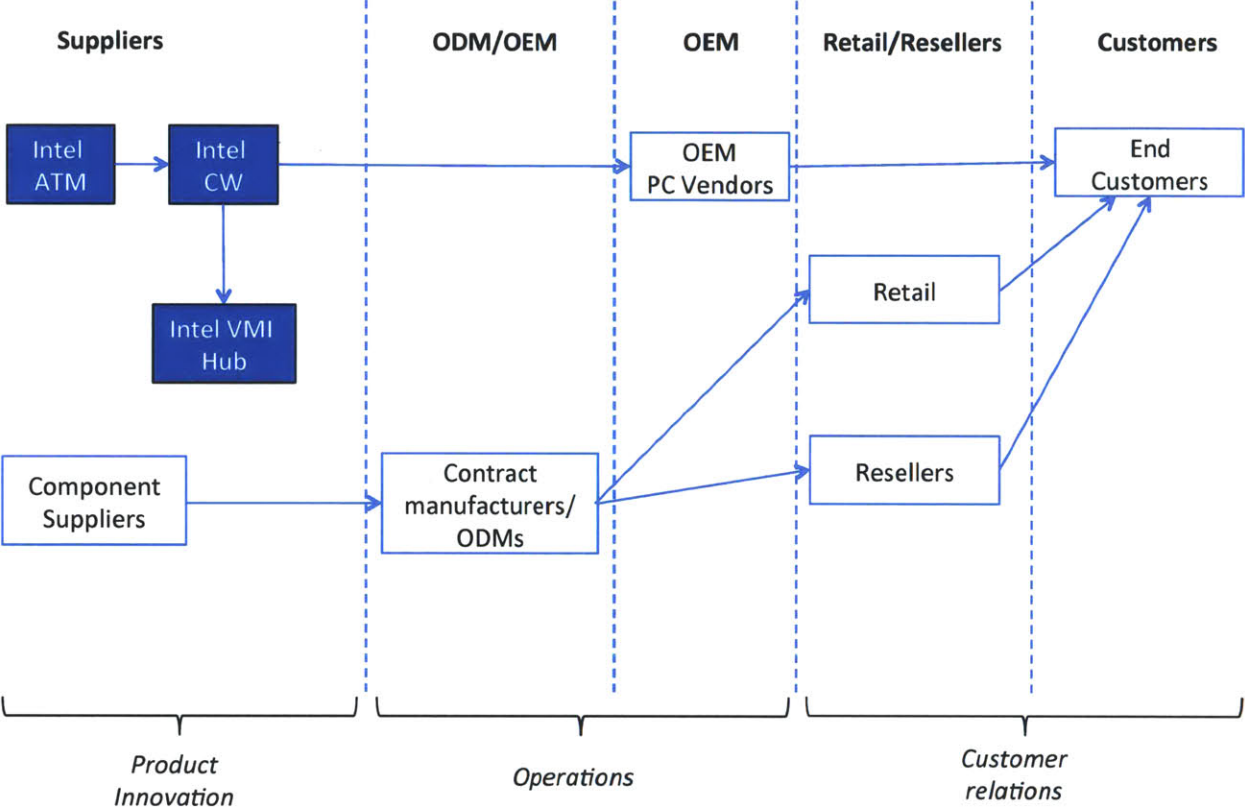 Suppliers
ODM/OEM
OEM
Retail/Resellers
Customers
Intel
ATM
Intel
CW
OEM
PC Vendors
End
Customers
Retail
Intel VMI
Hub
Component
Suppliers
Contract
manufacturers/
ODMs
Resellers
Product
Innovation
Operations
Customer
relations